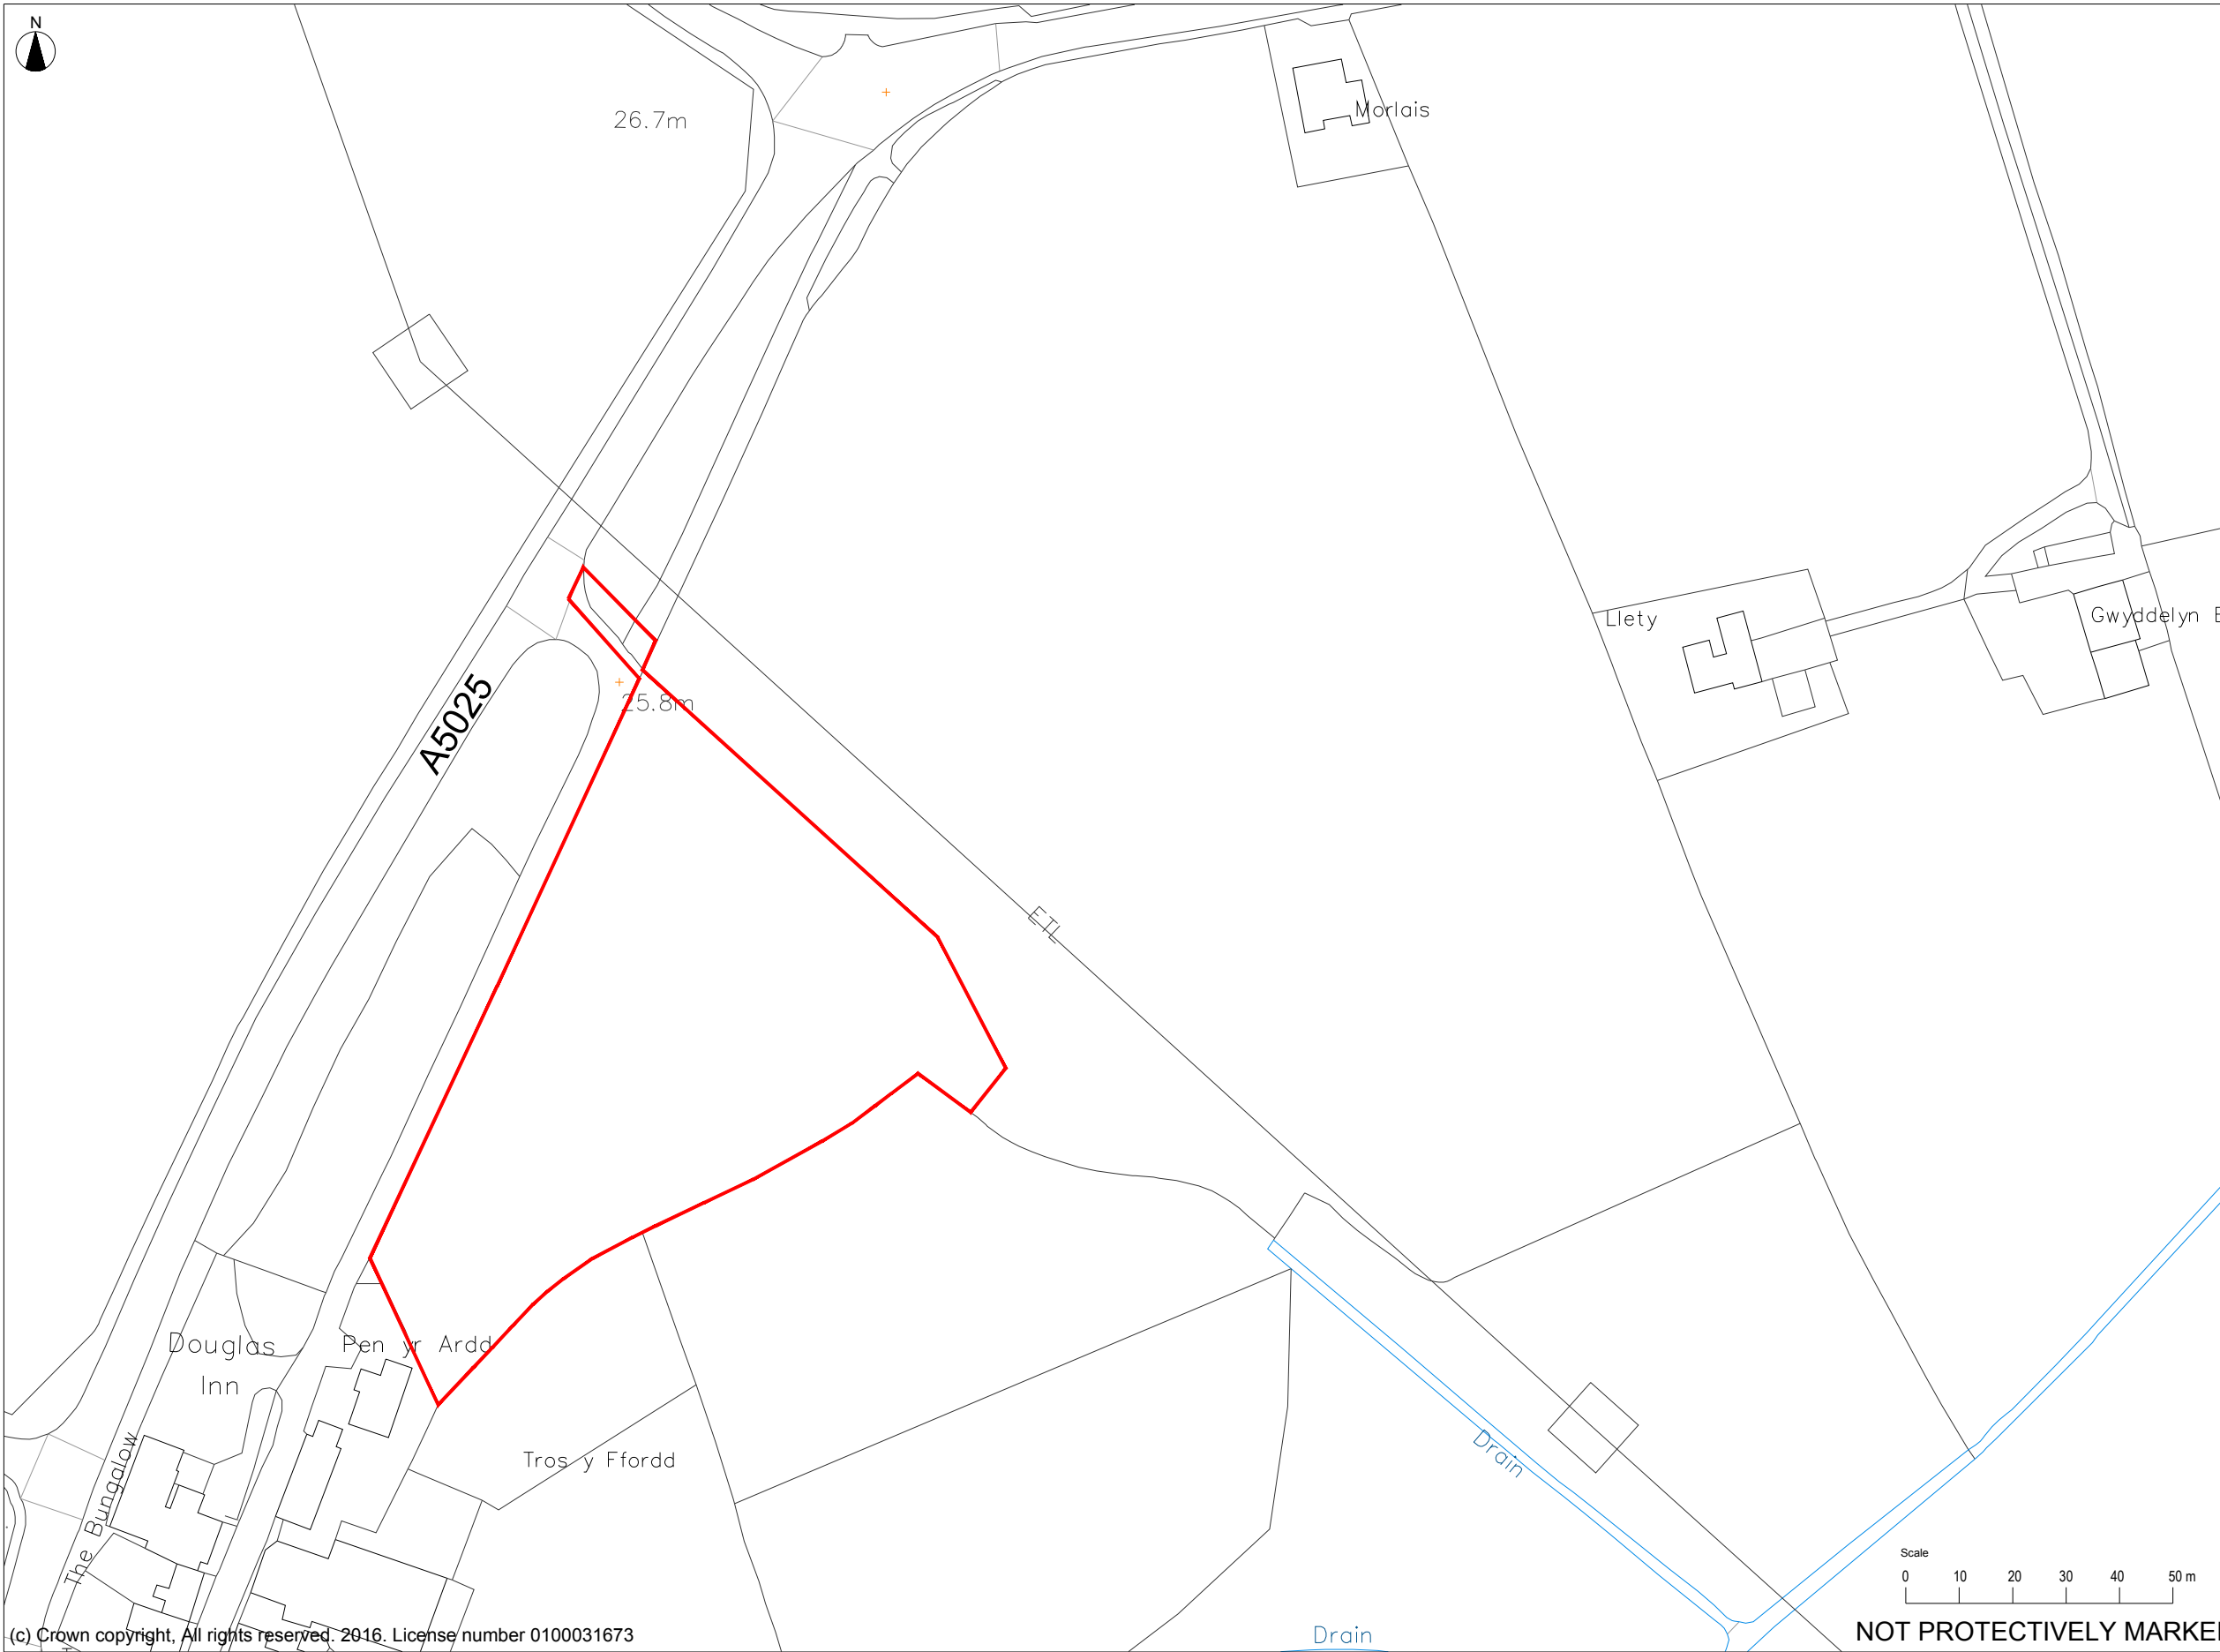 N
26.7m
Morlais
Llety
Gwyddelyn
25.8m
A5025
ETL
Douglas
Inn
Pen yr Ardd
The Bungalow
Tros y Ffordd
Drain
Drain
Scale
0 10 20 30 40 50 m
(c) Crown copyright, All rights reserved. 2016. License number 0100031673
NOT PROTECTIVELY MARKE